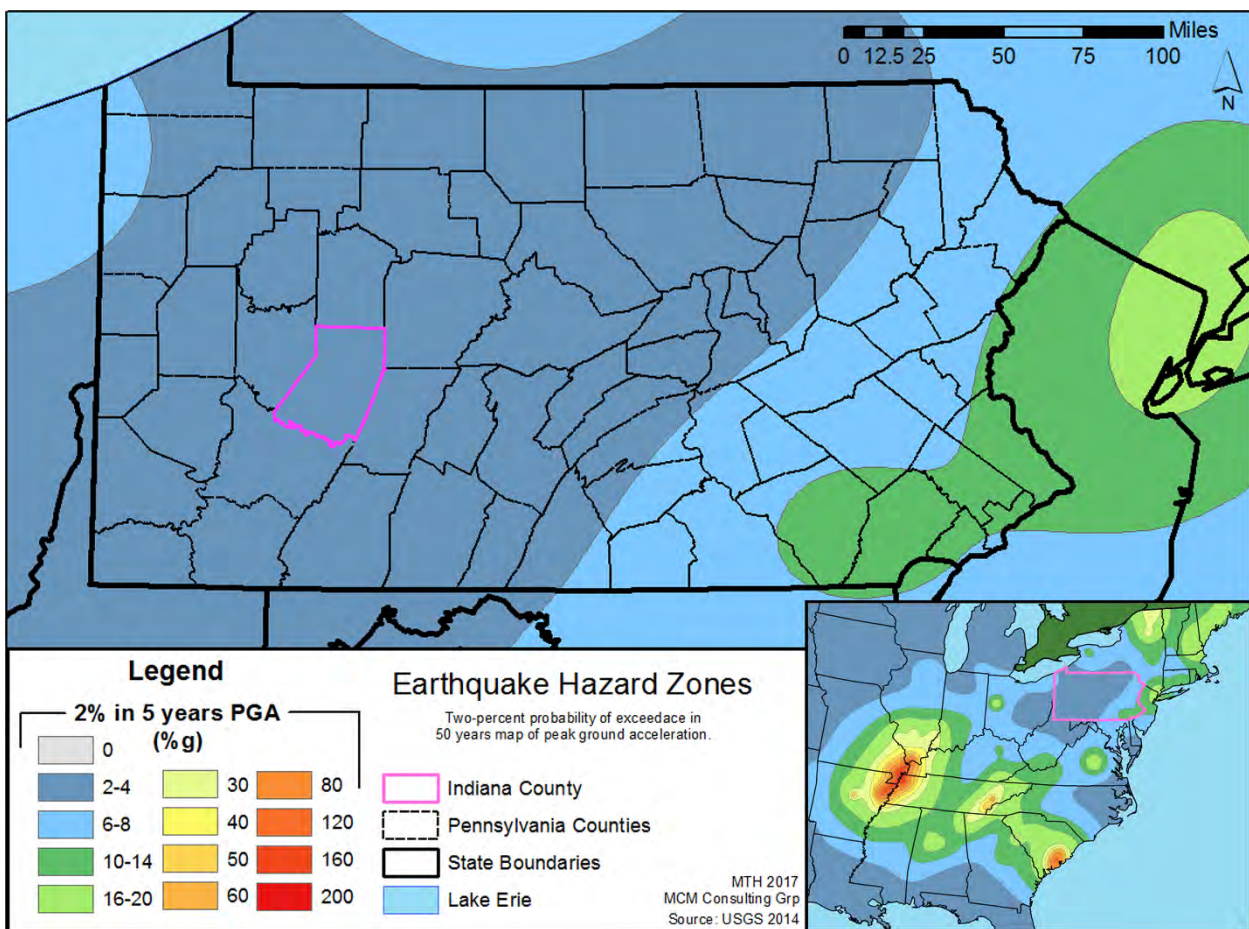 Miles
0 12.5 25 50 75 100
N
Legend
2% in 5 years PGA
(%g)
0
2-4
6-8
10-14
16-20
30
40
50
60
80
120
160
200
Earthquake Hazard Zones
Two-percent probability of exceedace in
50 years map of peak ground acceleration.
Indiana County
Pennsylvania Counties
State Boundaries
Lake Erie
MTH 2017
MCM Consulting Grp
Source: USGS 2014